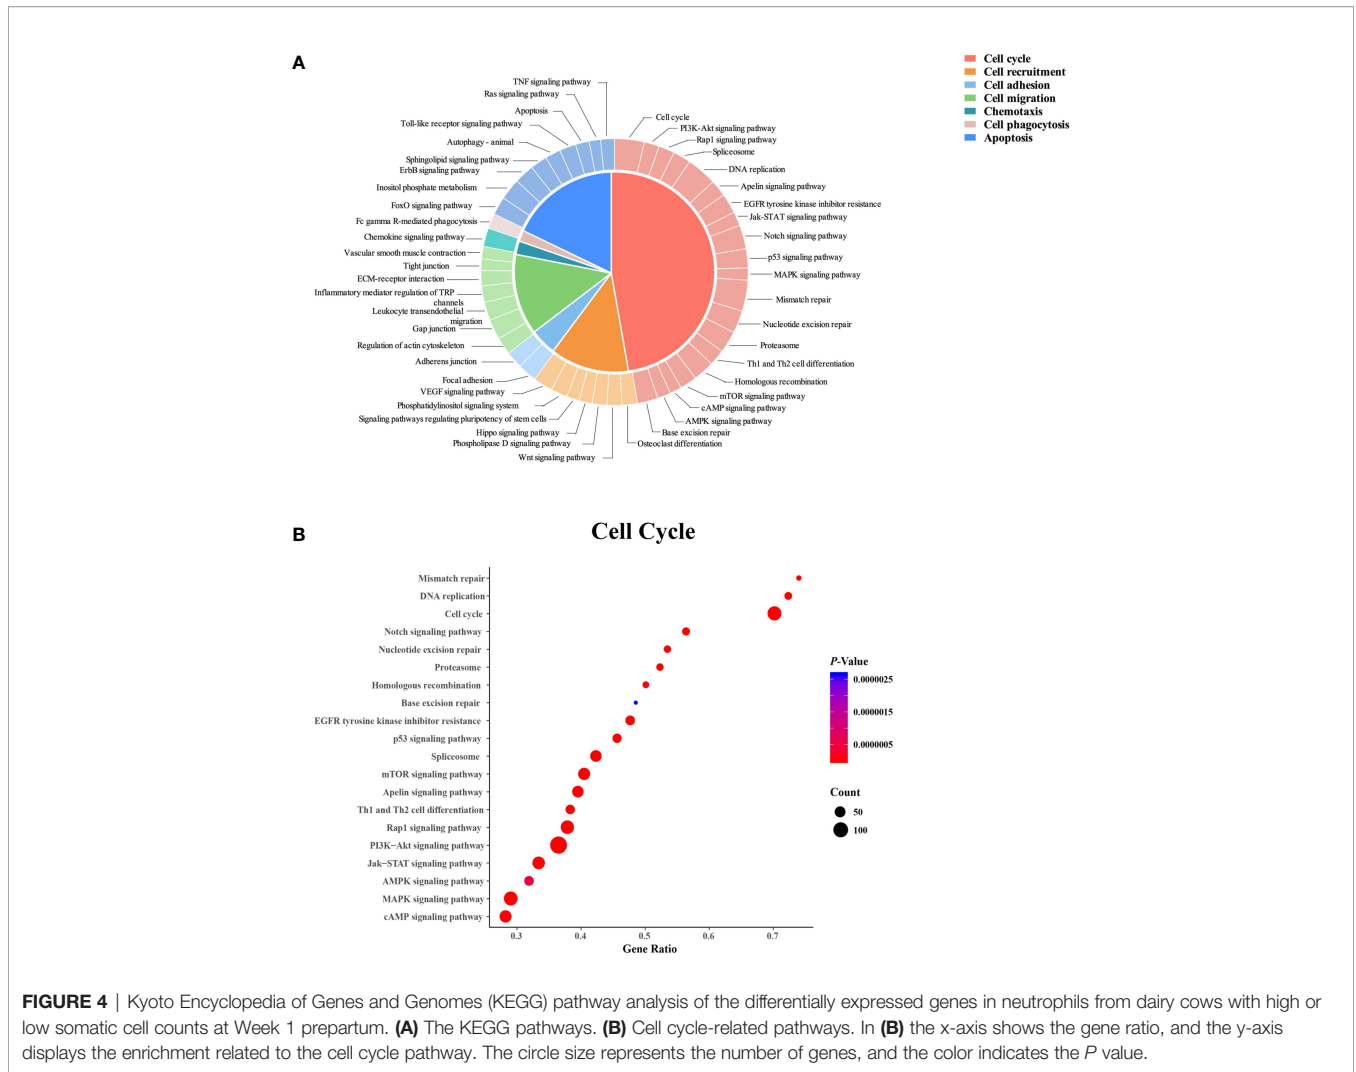 A
Cell cycle
Cell recruitment
Cell adhesion
Cell migration
Chemotaxis
Cell phagocytosis
Apoptosis
TNF signaling pathway
Ras signaling pathway
Apoptosis
Toll-like receptor signaling pathway
Autophagy - animal
Sphingolipid signaling pathway
ErbB signaling pathway
Inositol phosphate metabolism
FoxO signaling pathway
Fc gamma R-mediated phagocytosis
Chemokine signaling pathway
Vascular smooth muscle contraction
Tight junction
ECM-receptor interaction
Inflammatory mediator regulation of TRP
channels
Leukocyte transendothelial
migration
Gap junction
Regulation of actin cytoskeleton
Adherens junction
Focal adhesion
VEGF signaling pathway
Phosphatidylinositol signaling system
Signaling pathways regulating pluripotency of stem cells
Hippo signaling pathway
Phospholipase D signaling pathway
Wnt signaling pathway
Cell cycle
PI3K-Akt signaling pathway
Rap1 signaling pathway
Spliceosome
DNA replication
Apelin signaling pathway
EGFR tyrosine kinase inhibitor resistance
Jak-STAT signaling pathway
Notch signaling pathway
p53 signaling pathway
MAPK signaling pathway
Mismatch repair
Nucleotide excision repair
Proteasome
Th1 and Th2 cell differentiation
Homologous recombination
mTOR signaling pathway
cAMP signaling pathway
AMPK signaling pathway
Base excision repair
Osteoclast differentiation
B
Cell Cycle
Mismatch repair
DNA replication
Cell cycle
Notch signaling pathway
Nucleotide excision repair
Proteasome
Homologous recombination
Base excision repair
EGFR tyrosine kinase inhibitor resistance
p53 signaling pathway
Spliceosome
mTOR signaling pathway
Apelin signaling pathway
Th1 and Th2 cell differentiation
Rap1 signaling pathway
PI3K−Akt signaling pathway
Jak−STAT signaling pathway
AMPK signaling pathway
MAPK signaling pathway
cAMP signaling pathway
0.3 0.4 0.5 0.6 0.7
Gene Ratio
P-Value
0.0000025
0.0000015
0.0000005
Count
50
100
FIGURE 4 | Kyoto Encyclopedia of Genes and Genomes (KEGG) pathway analysis of the differentially expressed genes in neutrophils from dairy cows with high or
low somatic cell counts at Week 1 prepartum. (A) The KEGG pathways. (B) Cell cycle-related pathways. In (B) the x-axis shows the gene ratio, and the y-axis
displays the enrichment related to the cell cycle pathway. The circle size represents the number of genes, and the color indicates the P value.